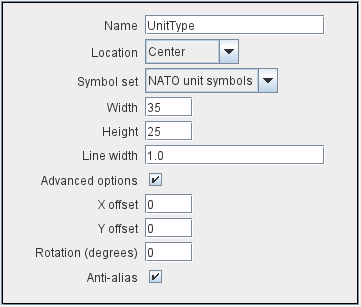 Name UnitType
Location Center
Symbol set NATO unit symbols
Width 35
Height 25
Line width 1.0
Advanced options
X offset 0
Y offset 0
Rotation (degrees) 0
Anti-alias